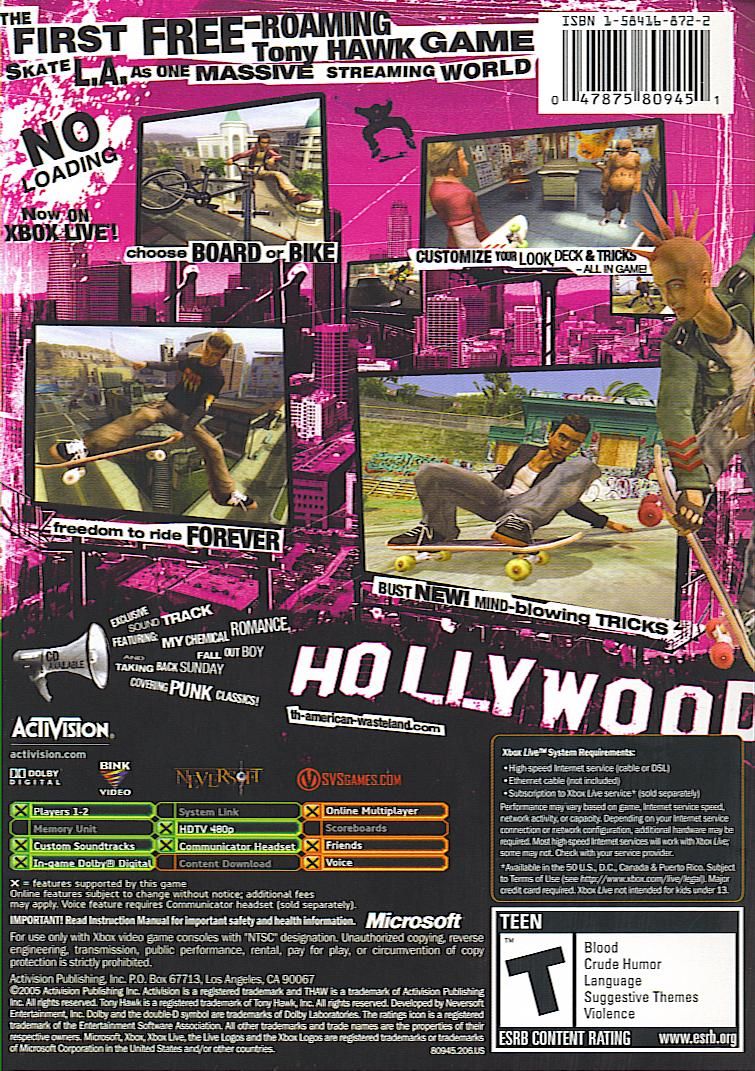 THE
FIRST FREE-ROAMING
Tony HAWK GAME
SKATE L.A. AS ONE MASSIVE STREAMING WORLD
ISBN 1-58416-872-2
0 47875 80945 1
NO
LOADING
NOW ON
XBOX LIVE!
choose BOARD or BIKE
CUSTOMIZE YOUR LOOK, DECK & TRICKS
- ALL IN GAME!
HOLLYWOOD
freedom to ride FOREVER
BUST NEW! MIND-blowing TRICKS
CD
AVAILABLE
EXCLUSIVE
SOUND TRACK
FEATURING: MY CHEMICAL ROMANCE,
FALL OUT BOY
AND
TAKING BACK SUNDAY
COVERING PUNK CLASSICS!
HOLLYWOOD
th-american-wasteland.com
ACTIVISION®
activision.com
DOLBY
DIGITAL
BINK
VIDEO
NEVERSOFT
SVSGAMES.COM
Players 1-2
System Link
Online Multiplayer
Memory Unit
HDTV 480p
Scoreboards
Custom Soundtracks
Communicator Headset
Friends
In-game Dolby® Digital
Content Download
Voice
X = features supported by this game
Online features subject to change without notice; additional fees
may apply. Voice feature requires Communicator headset (sold separately).
IMPORTANT! Read Instruction Manual for important safety and health information.
Microsoft
For use only with Xbox video game consoles with "NTSC" designation. Unauthorized copying, reverse
engineering, transmission, public performance, rental, pay for play, or circumvention of copy
protection is strictly prohibited.
Activision Publishing, Inc. P.O. Box 67713, Los Angeles, CA 90067
©2005 Activision Publishing, Inc. Activision is a registered trademark and THAW is a trademark of Activision Publishing,
Inc. All rights reserved. Tony Hawk is a registered trademark of Tony Hawk, Inc. All rights reserved. Developed by Neversoft
Entertainment, Inc. Dolby and the double-D symbol are trademarks of Dolby Laboratories. The ratings icon is a registered
trademark of the Entertainment Software Association. All other trademarks and trade names are the properties of their
respective owners. Microsoft, Xbox, Xbox Live, the Live Logos and the Xbox Logos are registered trademarks or trademarks
of Microsoft Corporation in the United States and/or other countries.
80945.206.US
Xbox Live™ System Requirements:
• High-speed Internet service (cable or DSL)
• Ethernet cable (not included)
• Subscription to Xbox Live service* (sold separately)
Performance may vary based on game, Internet service speed,
network activity, or capacity. Depending on your Internet service
connection or network configuration, additional hardware may be
required. Most high-speed Internet services will work with Xbox Live;
some may not. Check with your service provider.
*Available in the 50 U.S., D.C., Canada & Puerto Rico. Subject
to Terms of Use (see http://www.xbox.com/live/legal). Major
credit card required. Xbox Live not intended for kids under 13.
TEEN
T
™
Blood
Crude Humor
Language
Suggestive Themes
Violence
ESRB CONTENT RATING
www.esrb.org